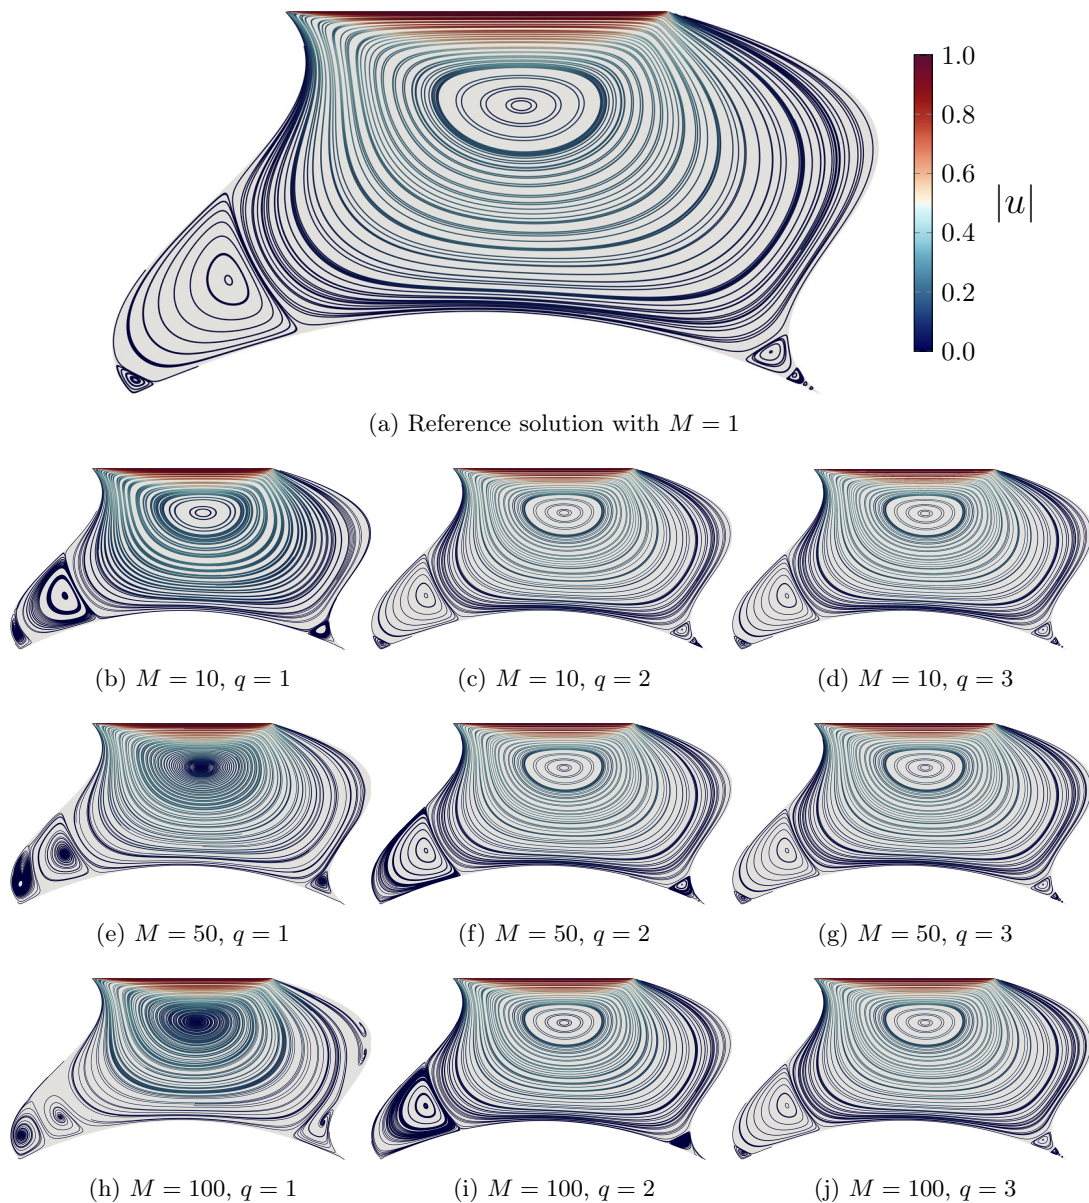 1.0
0.8
0.6
|u|
0.4
0.2
0.0
(a) Reference solution with M = 1
(b) M = 10, q = 1
(c) M = 10, q = 2
(d) M = 10, q = 3
(e) M = 50, q = 1
(f) M = 50, q = 2
(g) M = 50, q = 3
(h) M = 100, q = 1
(i) M = 100, q = 2
(j) M = 100, q = 3